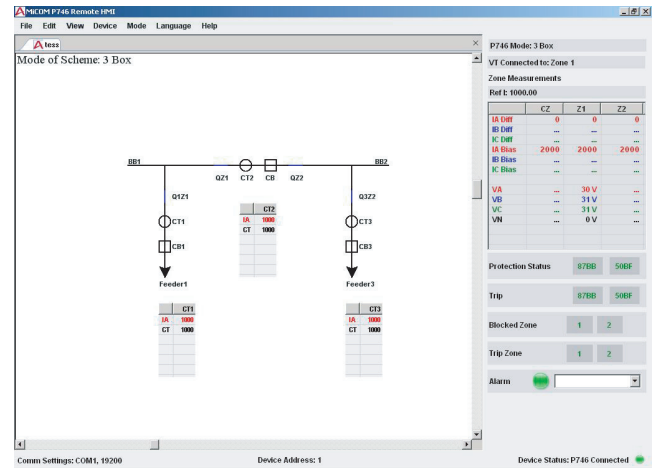 MiCOM P746 Remote HMI
File Edit View Device Mode Language Help
tess
Mode of Scheme: 3 Box
BB1 BB2
QZ1 CT2 CB QZ2
Q1Z1 Q3Z2
CT2
IA 1000
CT 1000
CT1 CT3
CB1 CB3
Feeder1 Feeder3
CT1
IA 1000
CT 1000
CT3
IA 1000
CT 1000
P746 Mode: 3 Box
VT Connected to: Zone 1
Zone Measurements
Ref I: 1000.00
CZ Z1 Z2
IA Diff 0 0 0
IB Diff ... ... ...
IC Diff ... ... ...
IA Bias 2000 2000 2000
IB Bias ... ... ...
IC Bias ... ... ...
VA ... 30 V ...
VB ... 31 V ...
VC ... 31 V ...
VN ... 0 V ...
Protection Status 87BB 50BF
Trip 87BB 50BF
Blocked Zone 1 2
Trip Zone 1 2
Alarm
Comm Settings: COM1, 19200 Device Address: 1 Device Status: P746 Connected